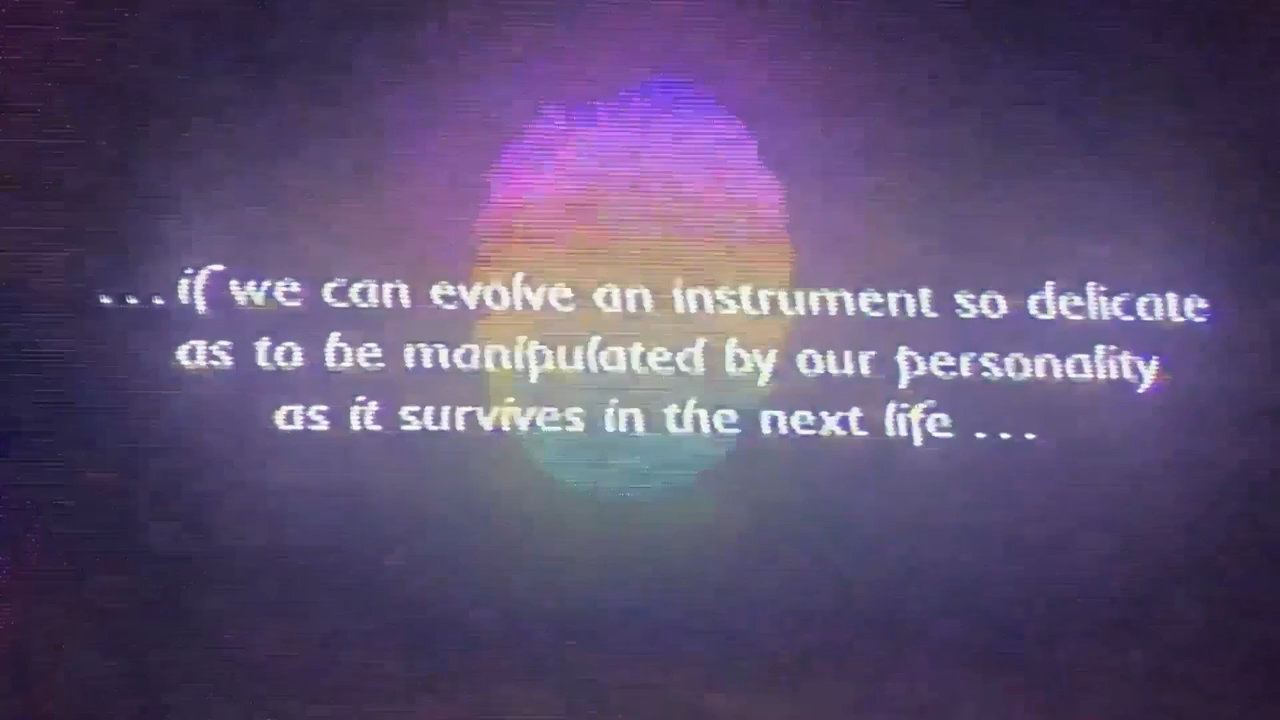 ...if we can evolve an instrument so delicate
as to be manipulated by our personality
as it survives in the next life ...